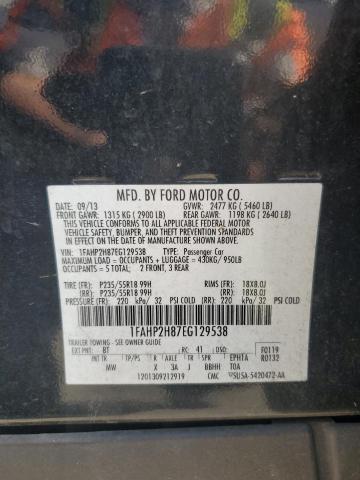 MFD. BY FORD MOTOR CO.
DATE: 09/13 GVWR: 2477 KG ( 5460 LB)
FRONT GAWR: 1315 KG (2900 LB) REAR GAWR: 1198 KG (2640 LB)
THIS VEHICLE CONFORMS TO ALL APPLICABLE FEDERAL MOTOR
VEHICLE SAFETY, BUMPER, AND THEFT PREVENTION STANDARDS
IN EFFECT ON THE DATE OF MANUFACTURE SHOWN ABOVE.
VIN: 1FAHP2H87EG129538 TYPE: Passenger Car
MAXIMUM LOAD = OCCUPANTS + LUGGAGE = 430KG/ 950LB
OCCUPANTS = 5 TOTAL: 2 FRONT, 3 REAR
TIRE (FR): P235/55R18 99H RIMS (FR): 18X8.0J
(RR): P235/55R18 99H (RR): 18X8.0J
PRESSURE (FR): 220 kPa/ 32 PSI COLD (RR): 220 kPa/ 32 PSI COLD
1FAHP2H87EG129538
TRAILER TOWING - SEE OWNER GUIDE
EXT PNT: BT RC: 41 DSO: F0119
INT TR TP/PS R AXLE TR SPR EPHTA R0132
MW X 3A J BBHH TOA
1201309212919 CMC